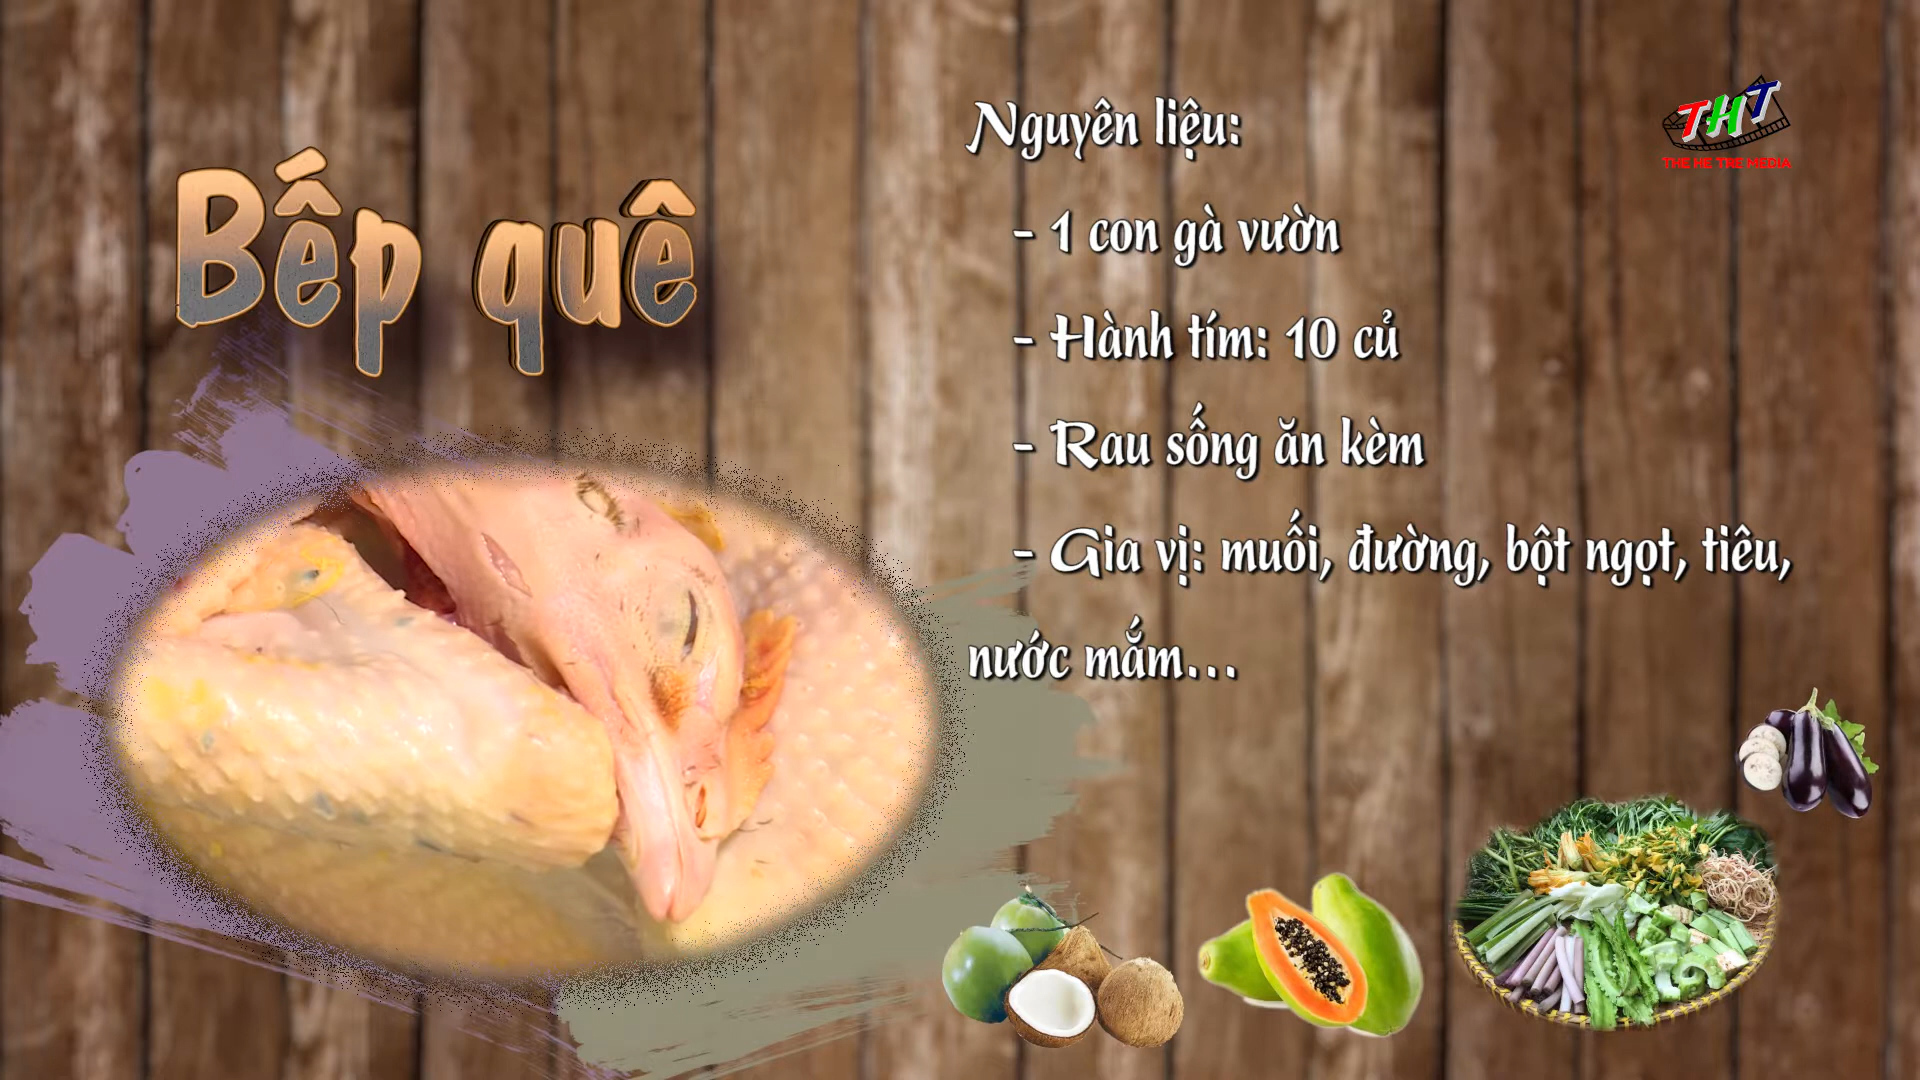 Bếp quê
Nguyên liệu:
- 1 con gà vườn
- Hành tím: 10 củ
- Rau sống ăn kèm
- Gia vị: muối, đường, bột ngọt, tiêu,
nước mắm...
THT
THE HE TRE MEDIA